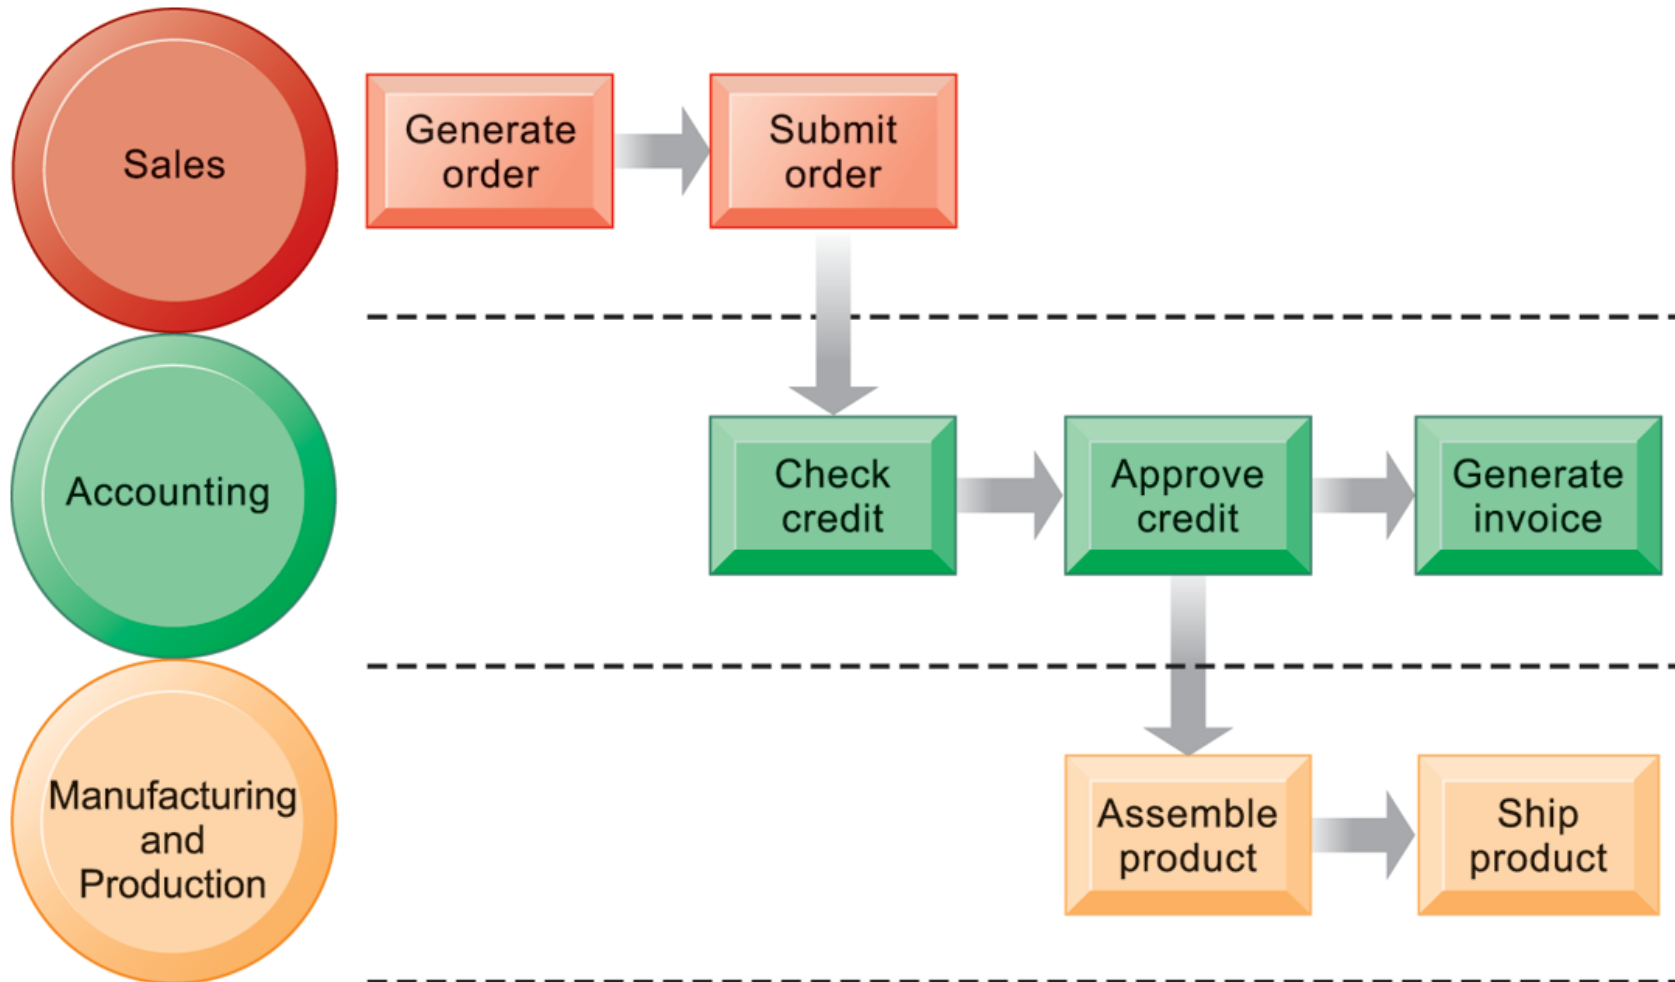 Sales
Generate
order
Submit
order
Accounting
Check
credit
Approve
credit
Generate
invoice
Manufacturing
and
Production
Assemble
product
Ship
product